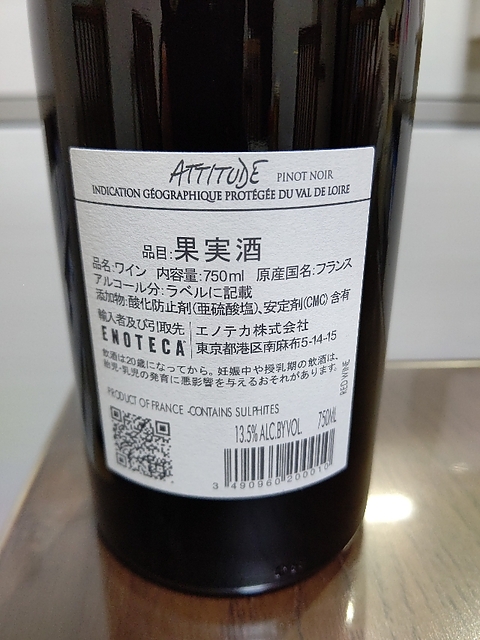 ATTITUDE PINOT NOIR
INDICATION GÉOGRAPHIQUE PROTÉGÉE DU VAL DE LOIRE
品目:果実酒
品名:ワイン 内容量:750ml 原産国名:フランス
アルコール分:ラベルに記載
添加物:酸化防止剤(亜硫酸塩)、安定剤(CMC)含有
輸入者及び引取先 エノテカ株式会社
ENOTECA 東京都港区南麻布5-14-15
飲酒は20歳になってから。妊娠中や授乳期の飲酒は、
胎児・乳児の発育に悪影響を与えるおそれがあります。
RED WINE
PRODUCT OF FRANCE -CONTAINS SULPHITES
13.5% ALC.BY VOL 750ML
3 490960 200010